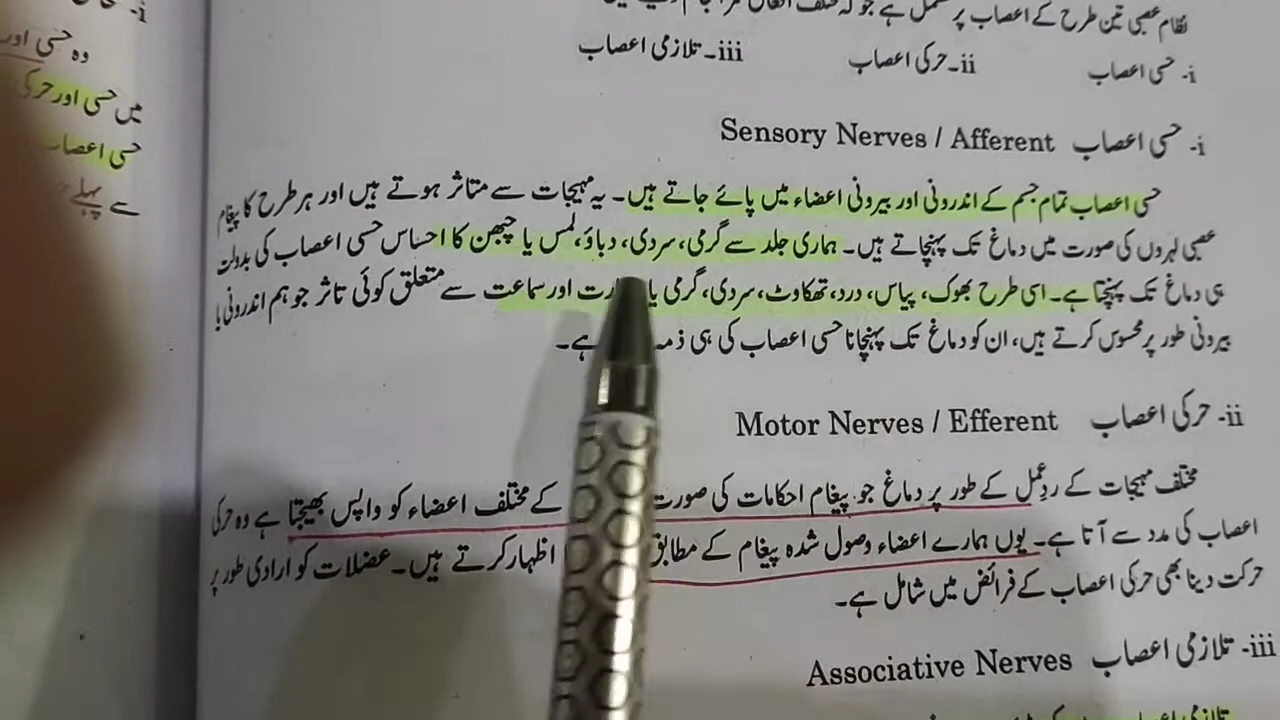 نظام عصبی تین طرح کے اعصاب پر مشتمل ہے جو کہ مختلف
i- حسی اعصاب ii-حرکی اعصاب iii-تلازمی اعصاب
i- حسی اعصاب Sensory Nerves / Afferent
حسی اعصاب تمام جسم کے اندرونی اور بیرونی اعضاء میں پائے جاتے ہیں۔ یہ مہیجات سے متاثر ہوتے ہیں اور ہر طرح کا پیغام
عصبی لہروں کی صورت میں دماغ تک پہنچاتے ہیں۔ ہماری جلد سے گرمی، سردی، دباؤ، لمس یا چبھن کا احساس حسی اعصاب کی بدولت
ہی دماغ تک پہنچتا ہے۔ اسی طرح بھوک، پیاس، درد، تھکاوٹ، سردی، گرمی یا اور سماعت سے متعلق کوئی تاثر جو ہم اندرونی یا
بیرونی طور پر محسوس کرتے ہیں، ان کو دماغ تک پہنچانا حسی اعصاب کی ہی ہے۔
ii- حرکی اعصاب Motor Nerves / Efferent
مختلف مہیجات کے ردِعمل کے طور پر دماغ جو پیغام احکامات کی صورت کے مختلف اعضاء کو واپس بھیجتا ہے وہ حرکی
اعصاب کی مدد سے آتا ہے۔ یوں ہمارے اعضاء وصول شدہ پیغام کے مطابق اظہار کرتے ہیں۔ عضلات کو ارادی طور پر
حرکت دینا بھی حرکی اعصاب کے فرائض میں شامل ہے۔
iii- تلازمی اعصاب Associative Nerves
وہ حسی اور
میں حسی اور حرکی
حسی اعصاب
سے پہلے